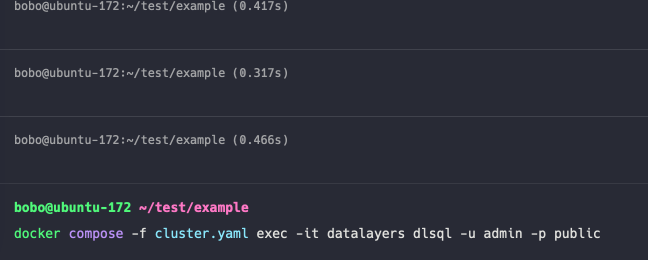 bobo@ubuntu-172:~/test/example (0.417s)
bobo@ubuntu-172:~/test/example (0.317s)
bobo@ubuntu-172:~/test/example (0.466s)
bobo@ubuntu-172 ~/test/example
docker compose -f cluster.yaml exec -it datalayers dlsql -u admin -p public